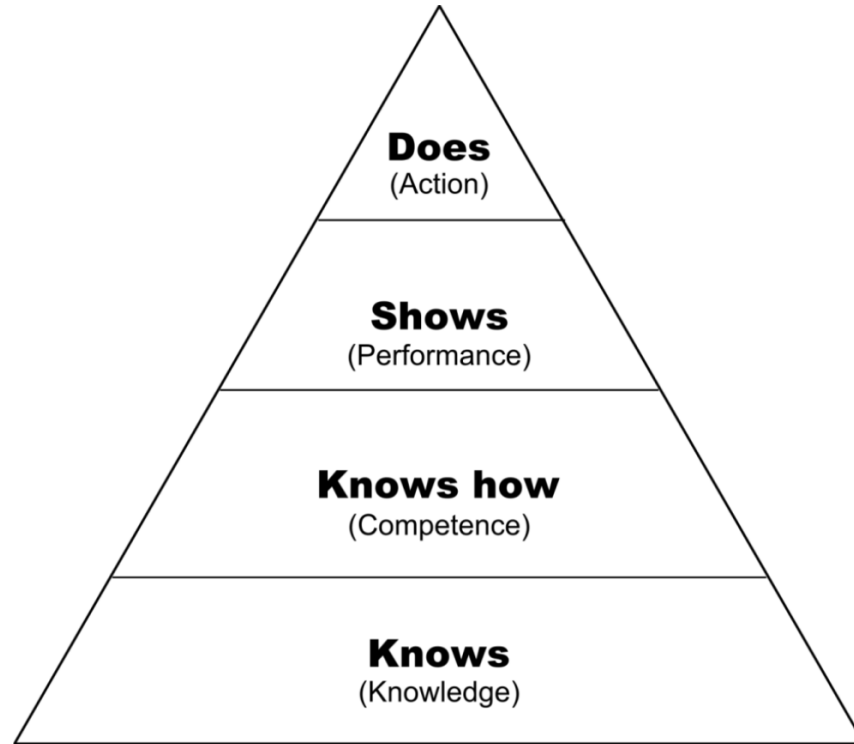 Does
(Action)
Shows
(Performance)
Knows how
(Competence)
Knows
(Knowledge)